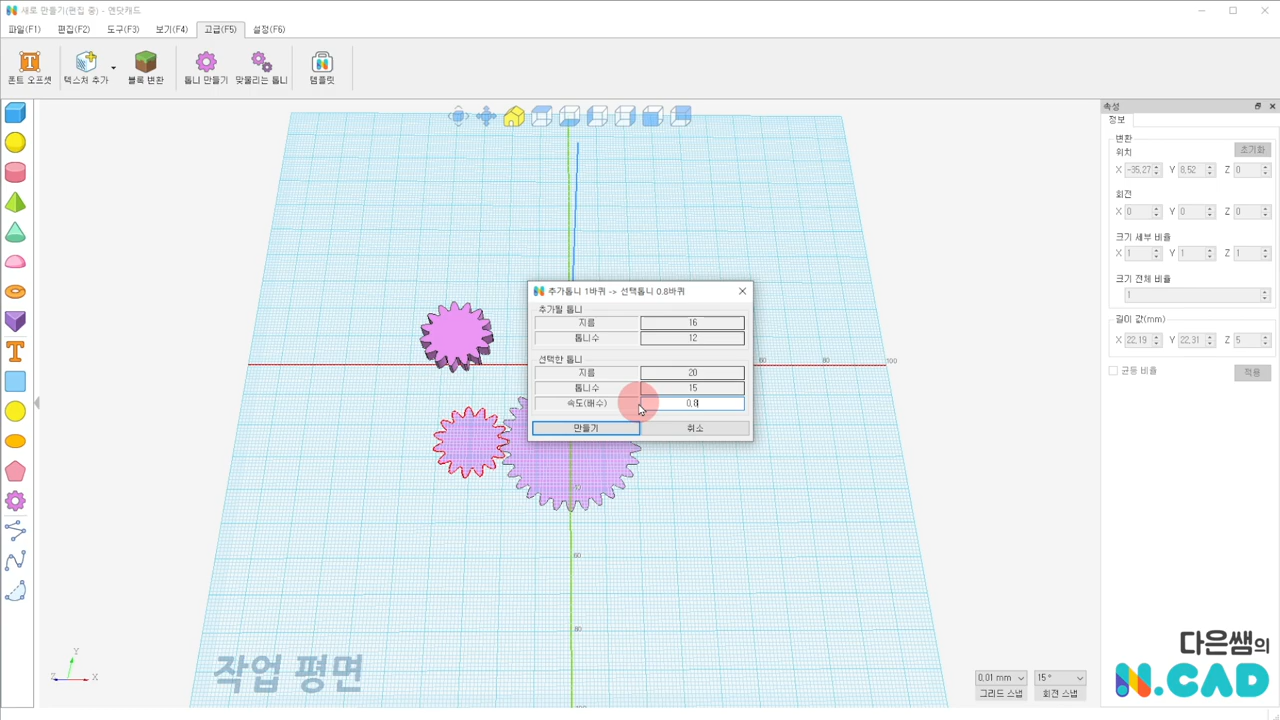 새로 만들기(편집 중) - 엔닷캐드
파일(F1) 편집(F2) 도구(F3) 보기(F4) 고급(F5) 설정(F6)
폰트 오프셋 텍스처 추가 블록 변환 톱니 만들기 맞물리는 톱니 템플릿
속성
정보
변환
위치 초기화
X -35,27 Y 8,52 Z 0
회전
X 0 Y 0 Z 0
크기 세부 비율
X 1 Y 1 Z 1
크기 전체 비율
1
길이 값(mm)
X 22,19 Y 22,31 Z 5
균등 비율 적용
추가톱니 1바퀴 -> 선택톱니 0.8바퀴
추가될 톱니
지름 16
톱니수 12
선택한 톱니
지름 20
톱니수 15
속도(배수) 0.8
만들기 취소
60 80 100
60
80
작업 평면
Y
Z X
0,01 mm 15 °
그리드 스냅 회전 스냅
다은쌤의
N.CAD